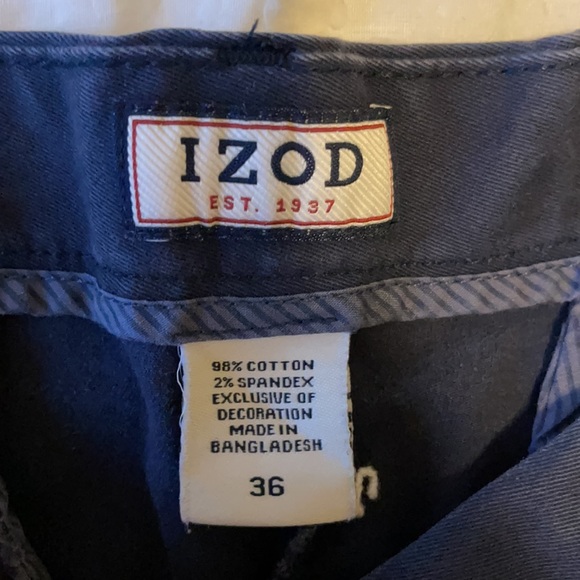 IZOD
EST. 1937
98% COTTON
2% SPANDEX
EXCLUSIVE OF
DECORATION
MADE IN
BANGLADESH
36